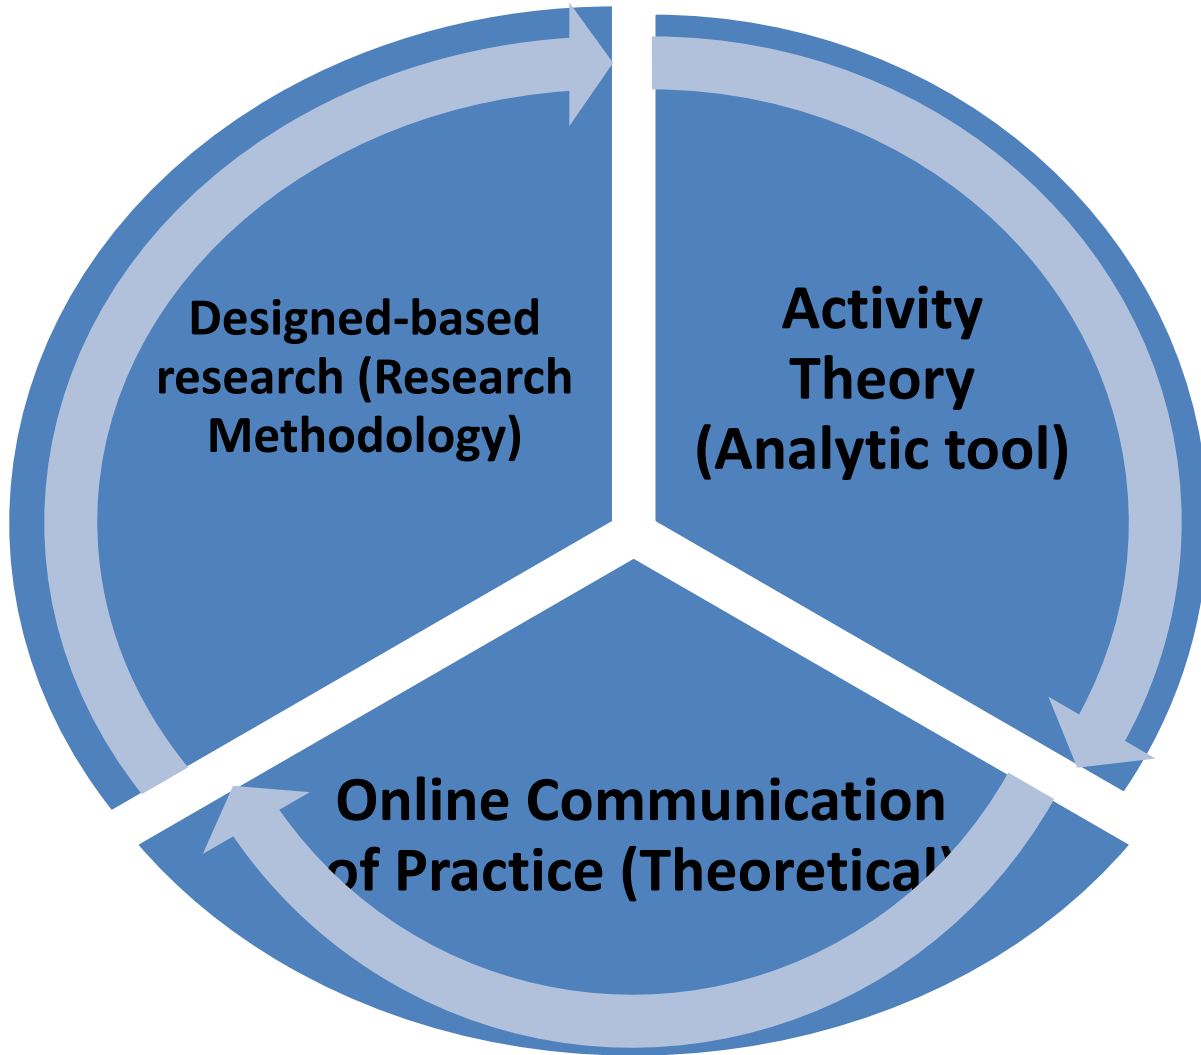 Designed-based
research (Research
Methodology)
Activity
Theory
(Analytic tool)
Online Communication
of Practice (Theoretical)